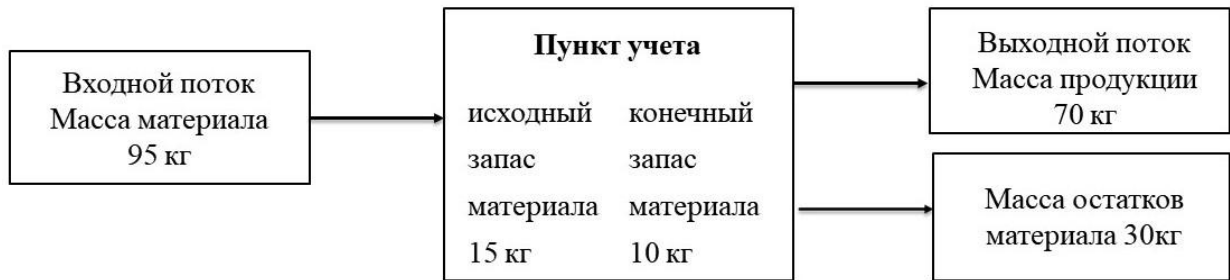 Входной поток
Масса материала
95 кг
Пункт учета
исходный конечный
запас запас
материала материала
15 кг 10 кг
Выходной поток
Масса продукции
70 кг
Масса остатков
материала 30кг